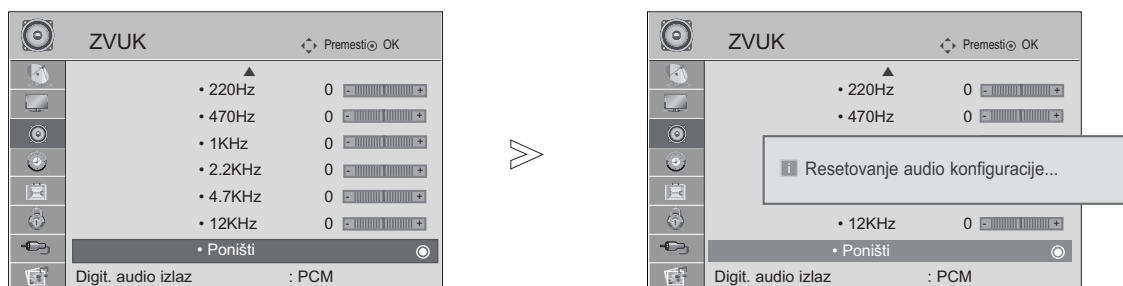 ZVUK
Premesti OK
• 220Hz 0 - +
• 470Hz 0 - +
• 1KHz 0 - +
• 2.2KHz 0 - +
• 4.7KHz 0 - +
• 12KHz 0 - +
• Poništi
Digit. audio izlaz : PCM
ZVUK
Premesti OK
• 220Hz 0 - +
• 470Hz 0 - +
i Resetovanje audio konfiguracije...
• 12KHz 0 - +
• Poništi
Digit. audio izlaz : PCM